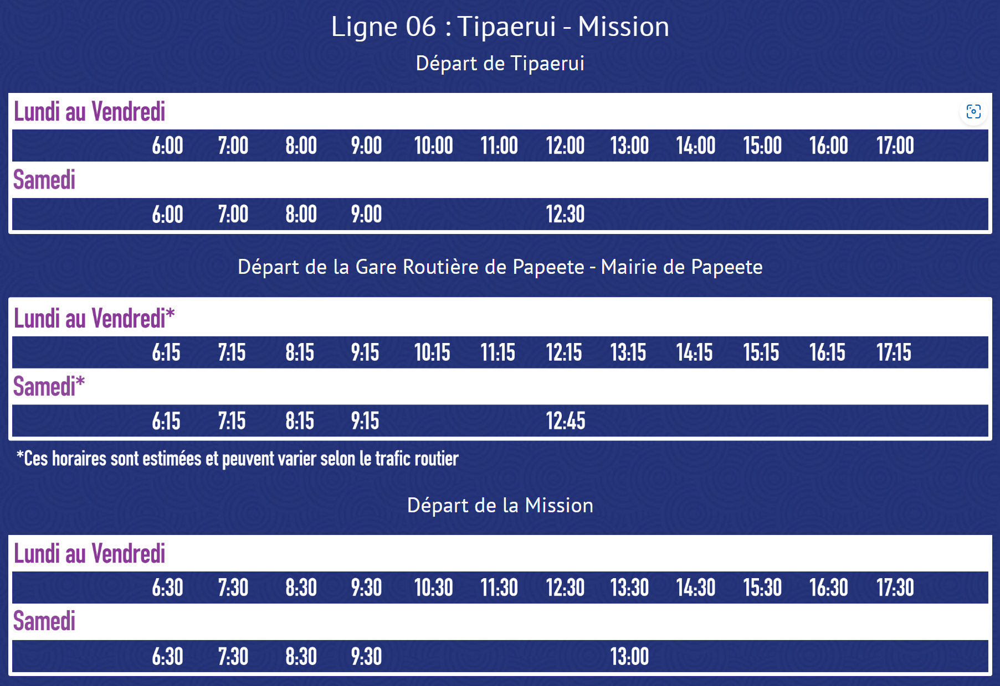 Ligne 06 : Tipaerui - Mission
Départ de Tipaerui
Lundi au Vendredi
6:00 7:00 8:00 9:00 10:00 11:00 12:00 13:00 14:00 15:00 16:00 17:00
Samedi
6:00 7:00 8:00 9:00 12:30
Départ de la Gare Routière de Papeete - Mairie de Papeete
Lundi au Vendredi*
6:15 7:15 8:15 9:15 10:15 11:15 12:15 13:15 14:15 15:15 16:15 17:15
Samedi*
6:15 7:15 8:15 9:15 12:45
*Ces horaires sont estimées et peuvent varier selon le trafic routier
Départ de la Mission
Lundi au Vendredi
6:30 7:30 8:30 9:30 10:30 11:30 12:30 13:30 14:30 15:30 16:30 17:30
Samedi
6:30 7:30 8:30 9:30 13:00